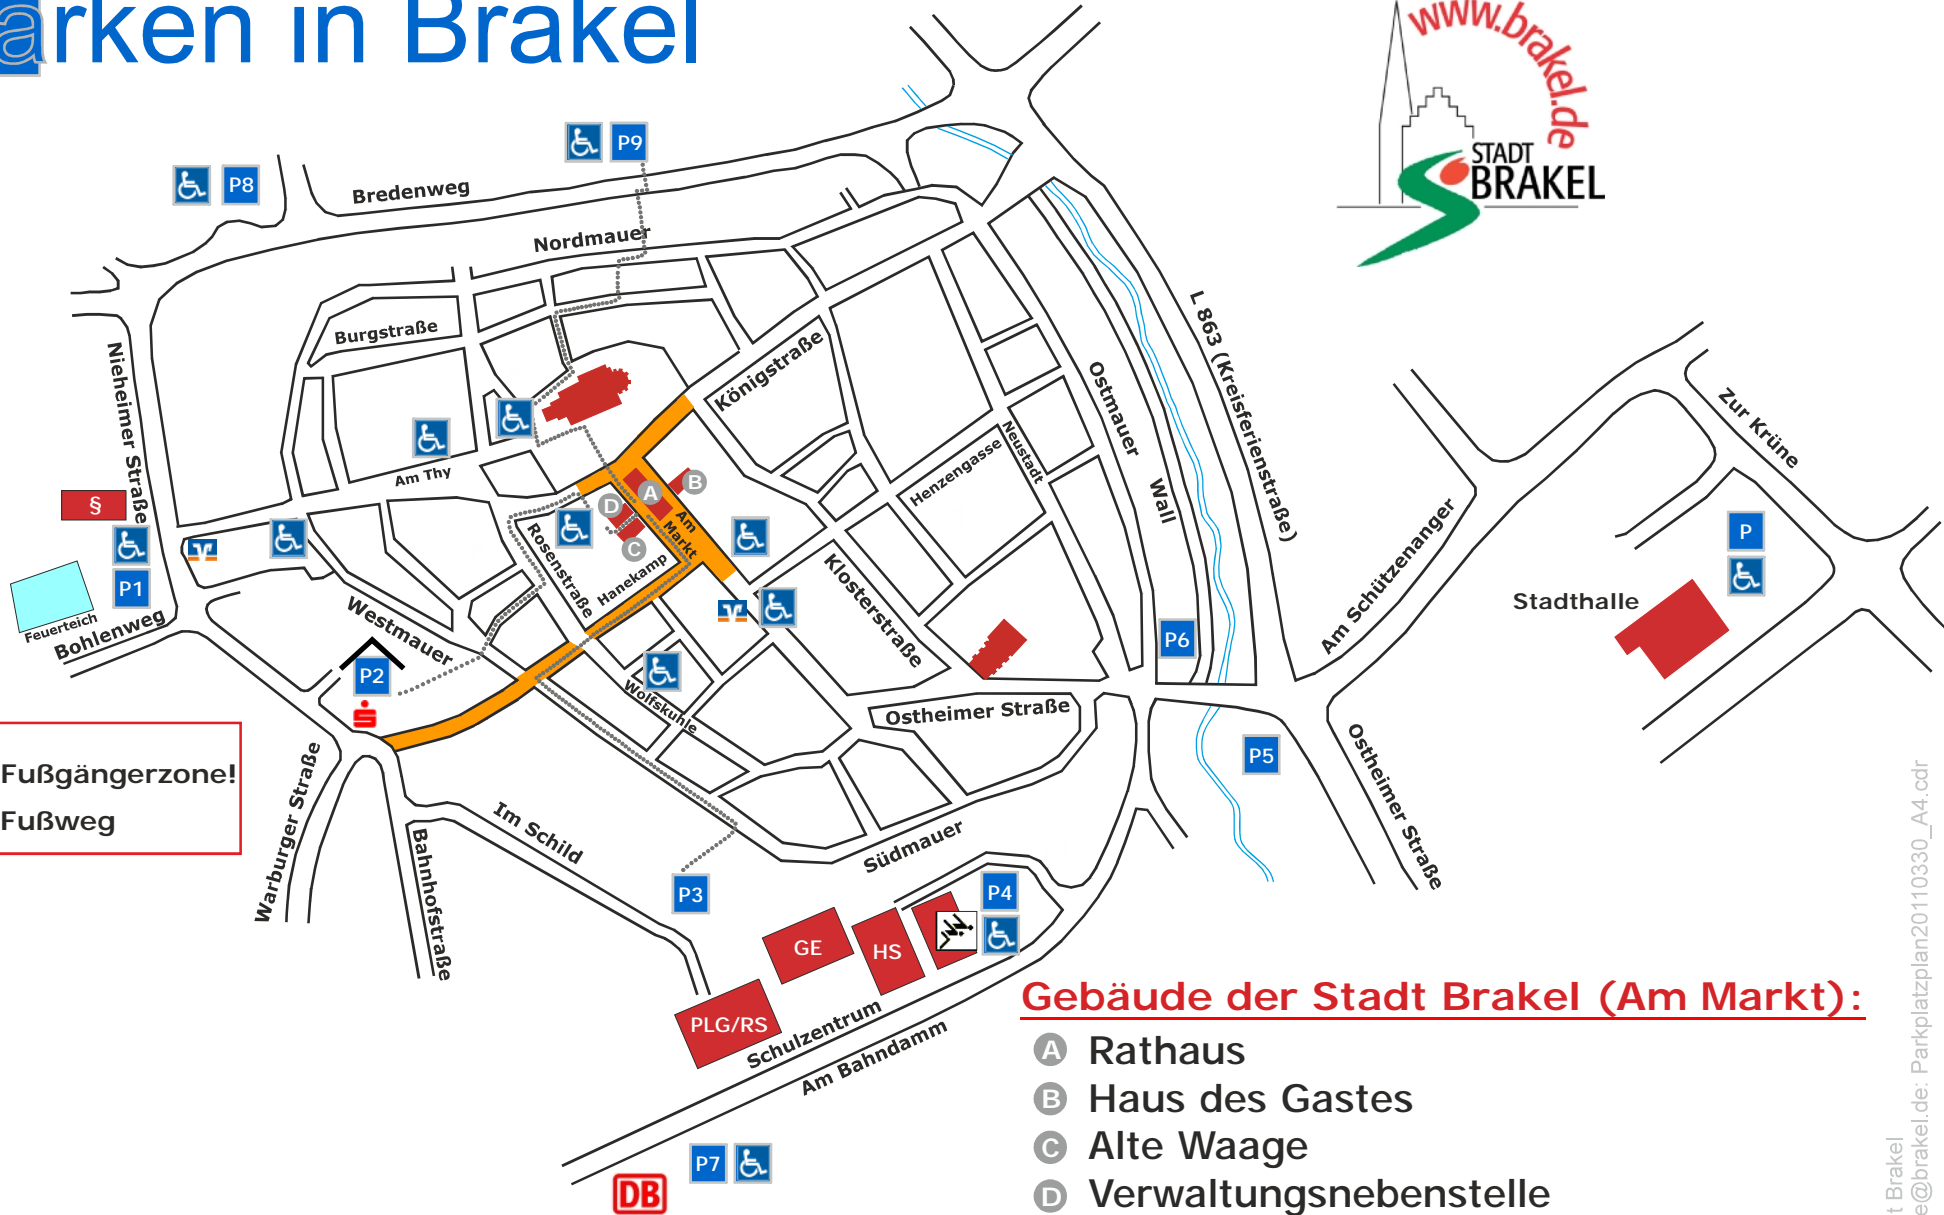 arken in Brakel
www.brakel.de
STADT
BRAKEL
P9
P8
Bredenweg
Nordmauer
Burgstraße
Königstraße
Nieheimer Straße
L 863 (Kreisferienstraße)
Ostmauer
Wall
Zur Krüne
Am Thy
Neustadt
Henzengasse
§
A
B
D
C
Am
Markt
Rosenstraße
Hanekamp
Klosterstraße
Am Schützenanger
P
Stadthalle
P1
Feuerteich
Bohlenweg
Westmauer
P2
P6
Wolfskuhle
Ostheimer Straße
P5
Ostheimer Straße
Fußgängerzone!
Fußweg
Warburger Straße
Bahnhofstraße
Im Schild
Südmauer
P3
P4
GE
HS
PLG/RS
Schulzentrum
Am Bahndamm
P7
DB
Gebäude der Stadt Brakel (Am Markt):
A Rathaus
B Haus des Gastes
C Alte Waage
D Verwaltungsnebenstelle
t Brakel
e@brakel.de: Parkplatzplan20110330_A4.cdr